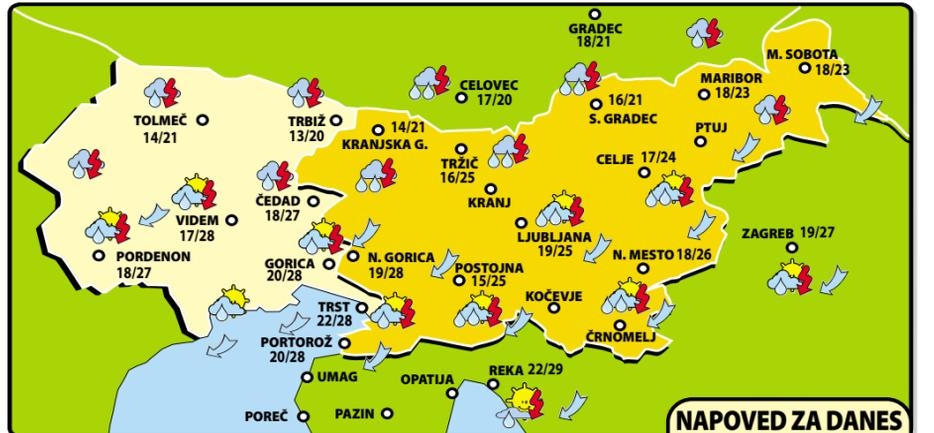 GRADEC
18/21
M. SOBOTA
18/23
MARIBOR
18/23
CELOVEC
17/20
16/21
S. GRADEC
TOLMEČ
14/21
TRBIŽ
13/20
14/21
KRANJSKA G.
PTUJ
TRŽIČ
16/25
CELJE 17/24
KRANJ
ČEDAD
18/27
VIDEM
17/28
LJUBLJANA
19/25
ZAGREB 19/27
PORDENON
18/27
GORICA
20/28
N. GORICA
19/28
POSTOJNA
15/25
N. MESTO 18/26
KOČEVJE
TRST
22/28
ČRNOMELJ
PORTOROŽ
20/28
UMAG
OPATIJA
REKA 22/29
POREČ
PAZIN
NAPOVED ZA DANES